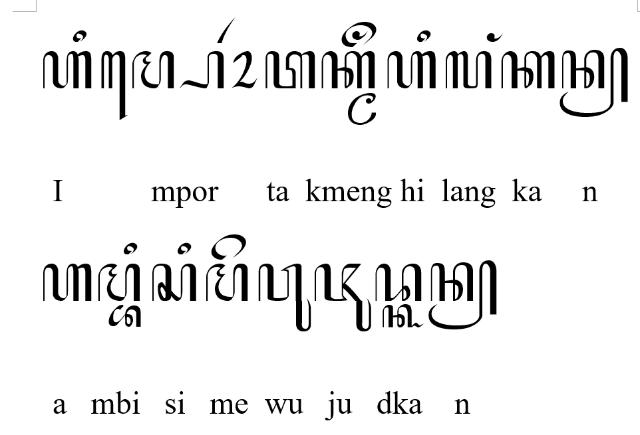 ꦲꦶꦩ꧀ꦥꦺꦴꦂꦠꦏ꧀ꦩꦼꦁꦲꦶꦭꦁꦏꦤ꧀
I mpor ta kmeng hi lang ka n
ꦲꦩ꧀ꦧꦶꦱꦶꦩꦼꦮꦸꦗꦸꦢ꧀ꦏꦤ꧀
a mbi si me wu ju dka n